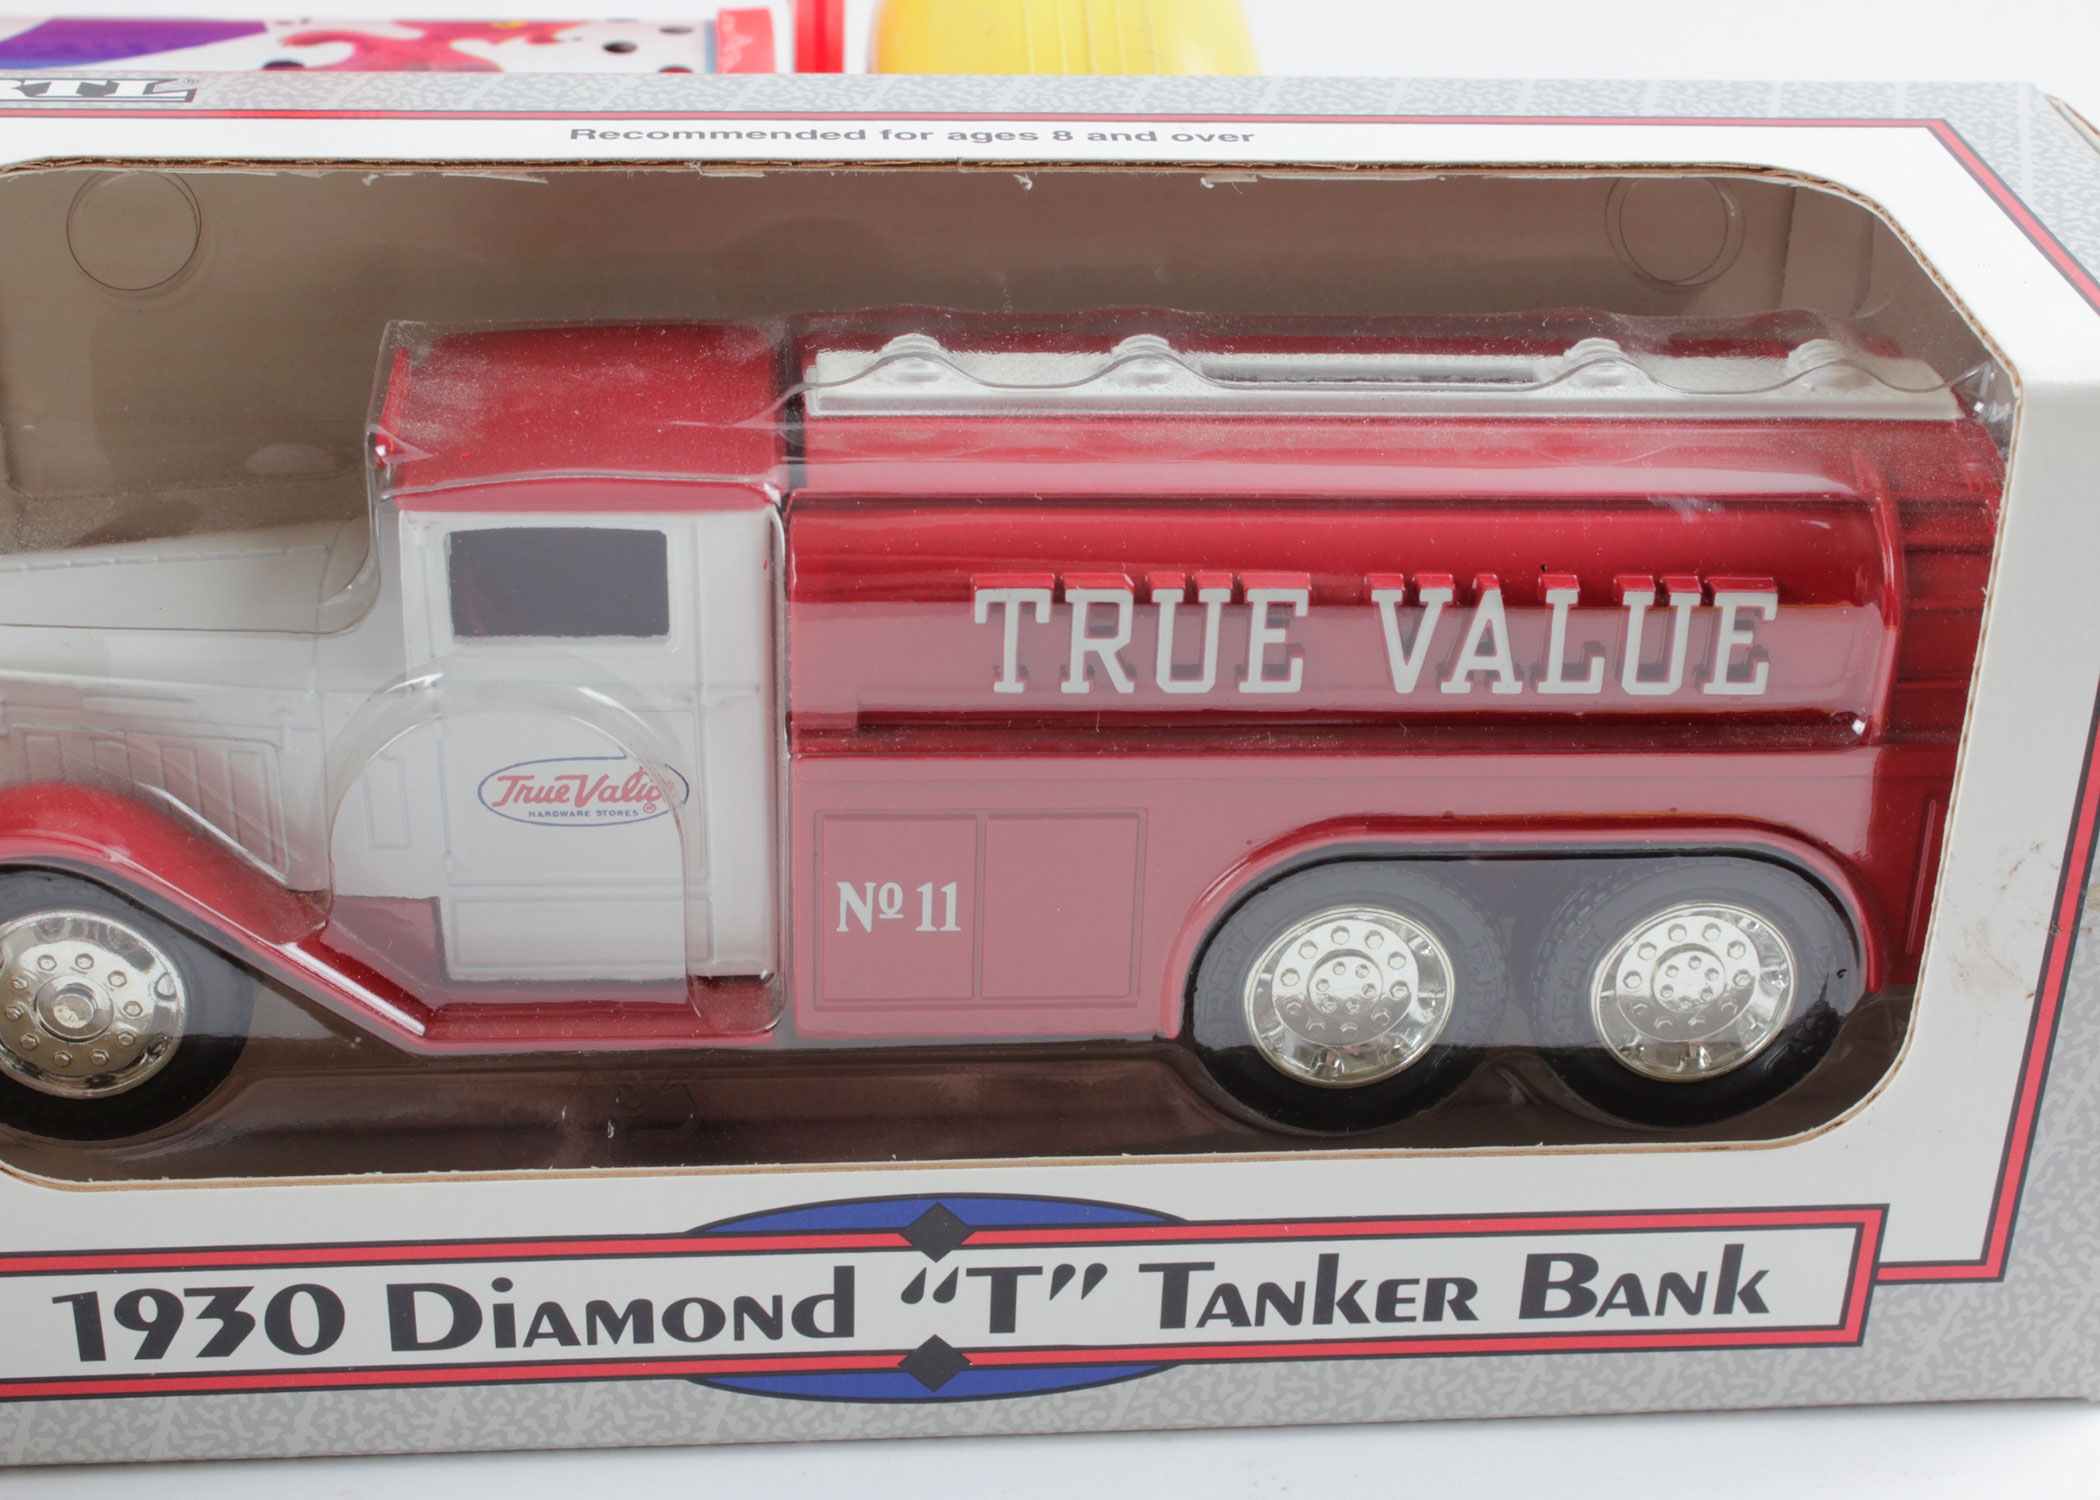 Recommended for ages 8 and over
TRUE VALUE
True Value®
HARDWARE STORES
Nº 11
1930 DIAMOND “T” TANKER BANK